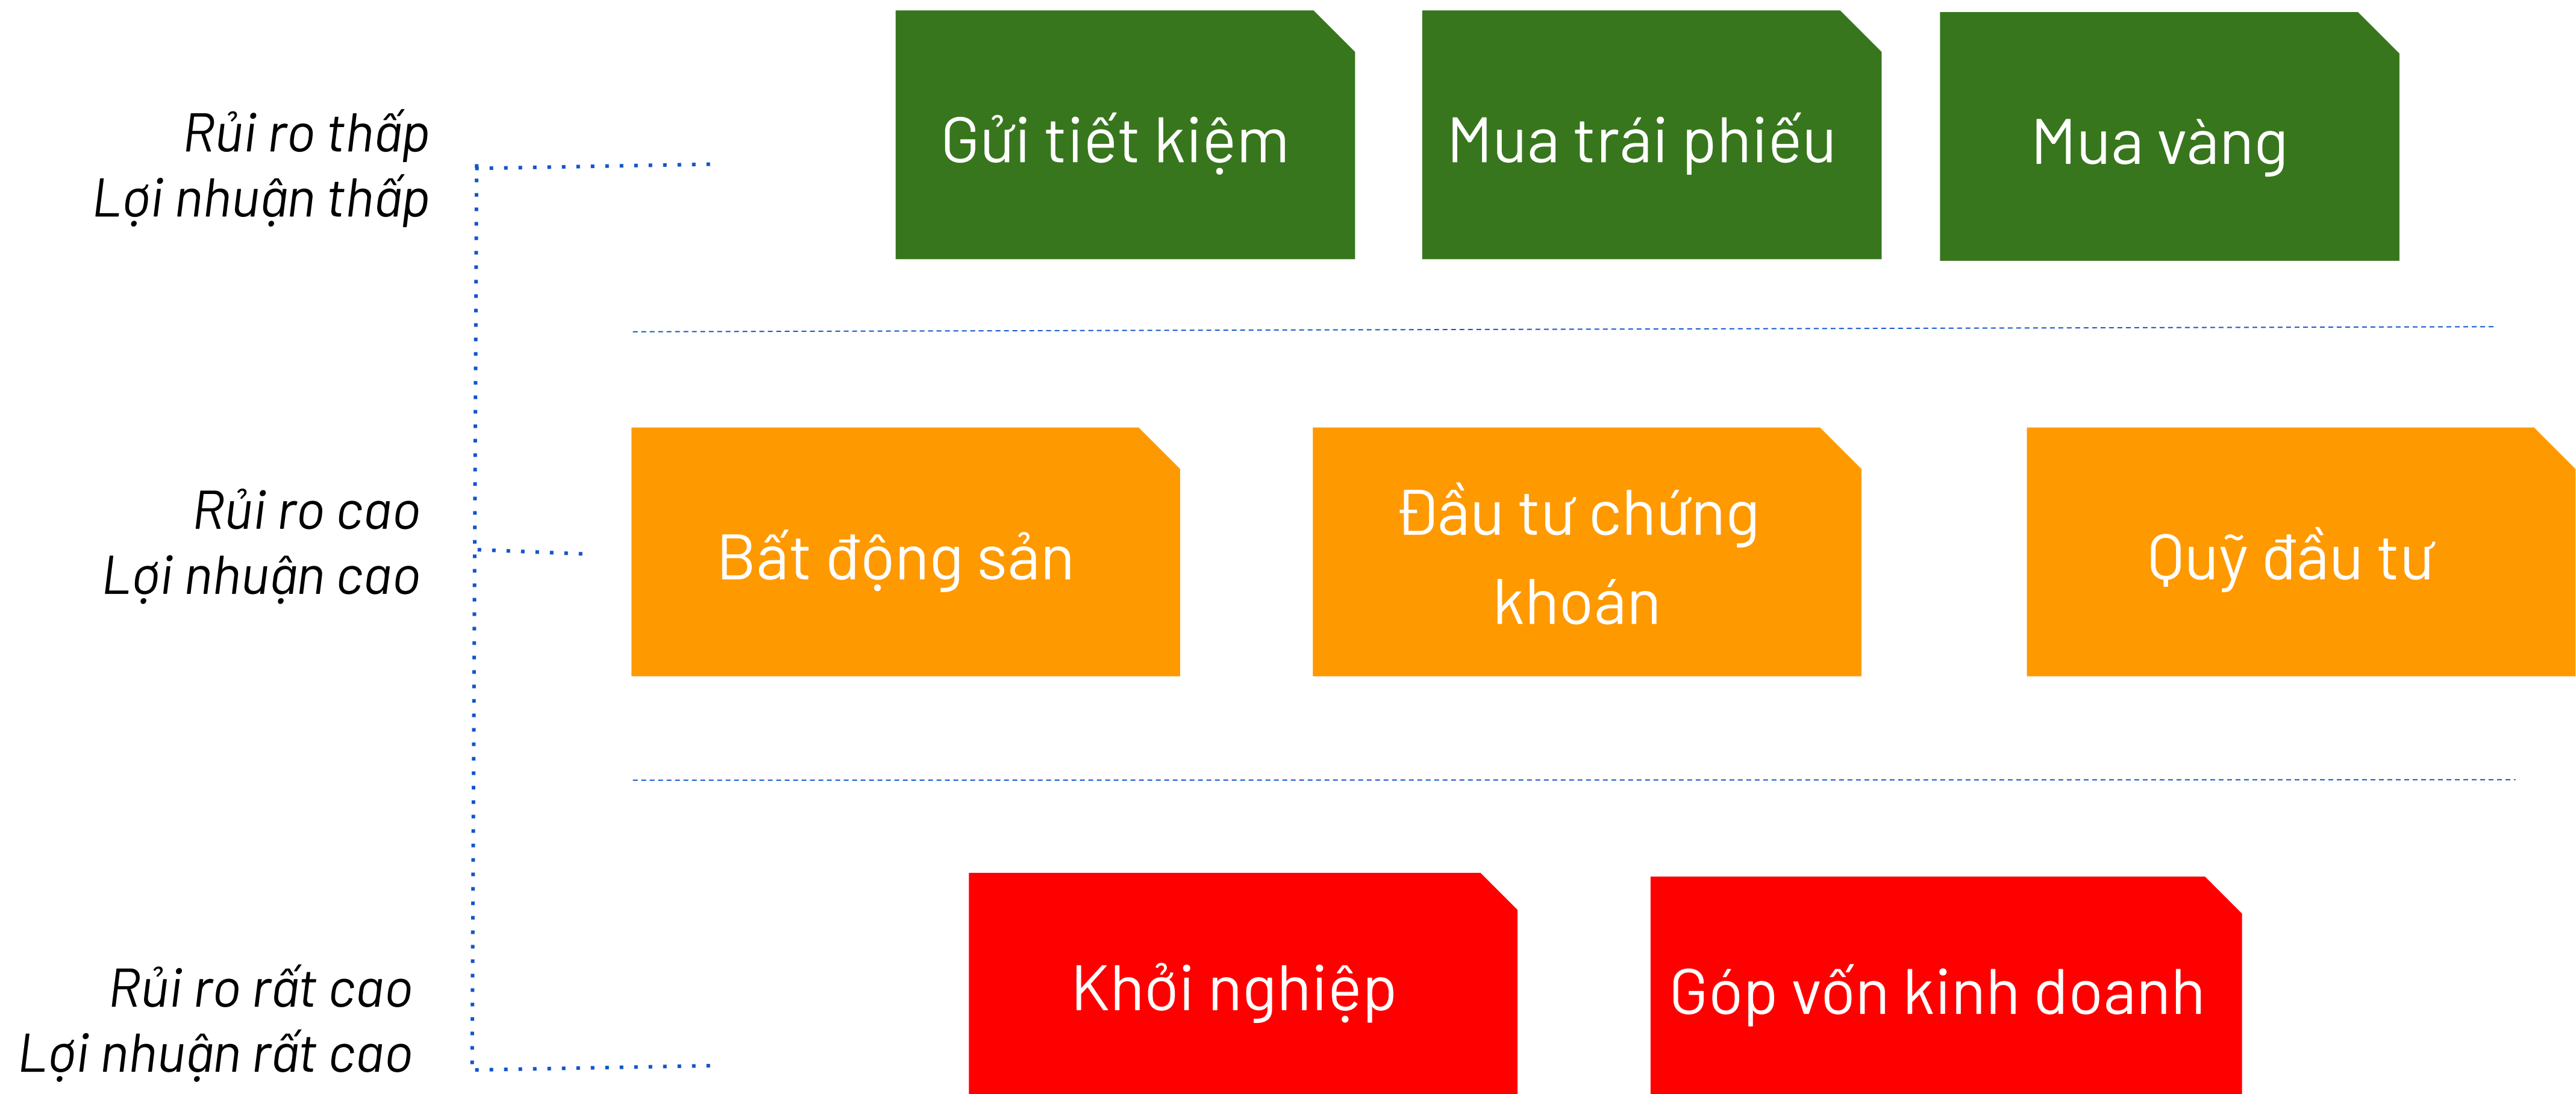 Rủi ro thấp
Lợi nhuận thấp
Gửi tiết kiệm
Mua trái phiếu
Mua vàng
Rủi ro cao
Lợi nhuận cao
Bất động sản
Đầu tư chứng
khoán
Quỹ đầu tư
Rủi ro rất cao
Lợi nhuận rất cao
Khởi nghiệp
Góp vốn kinh doanh